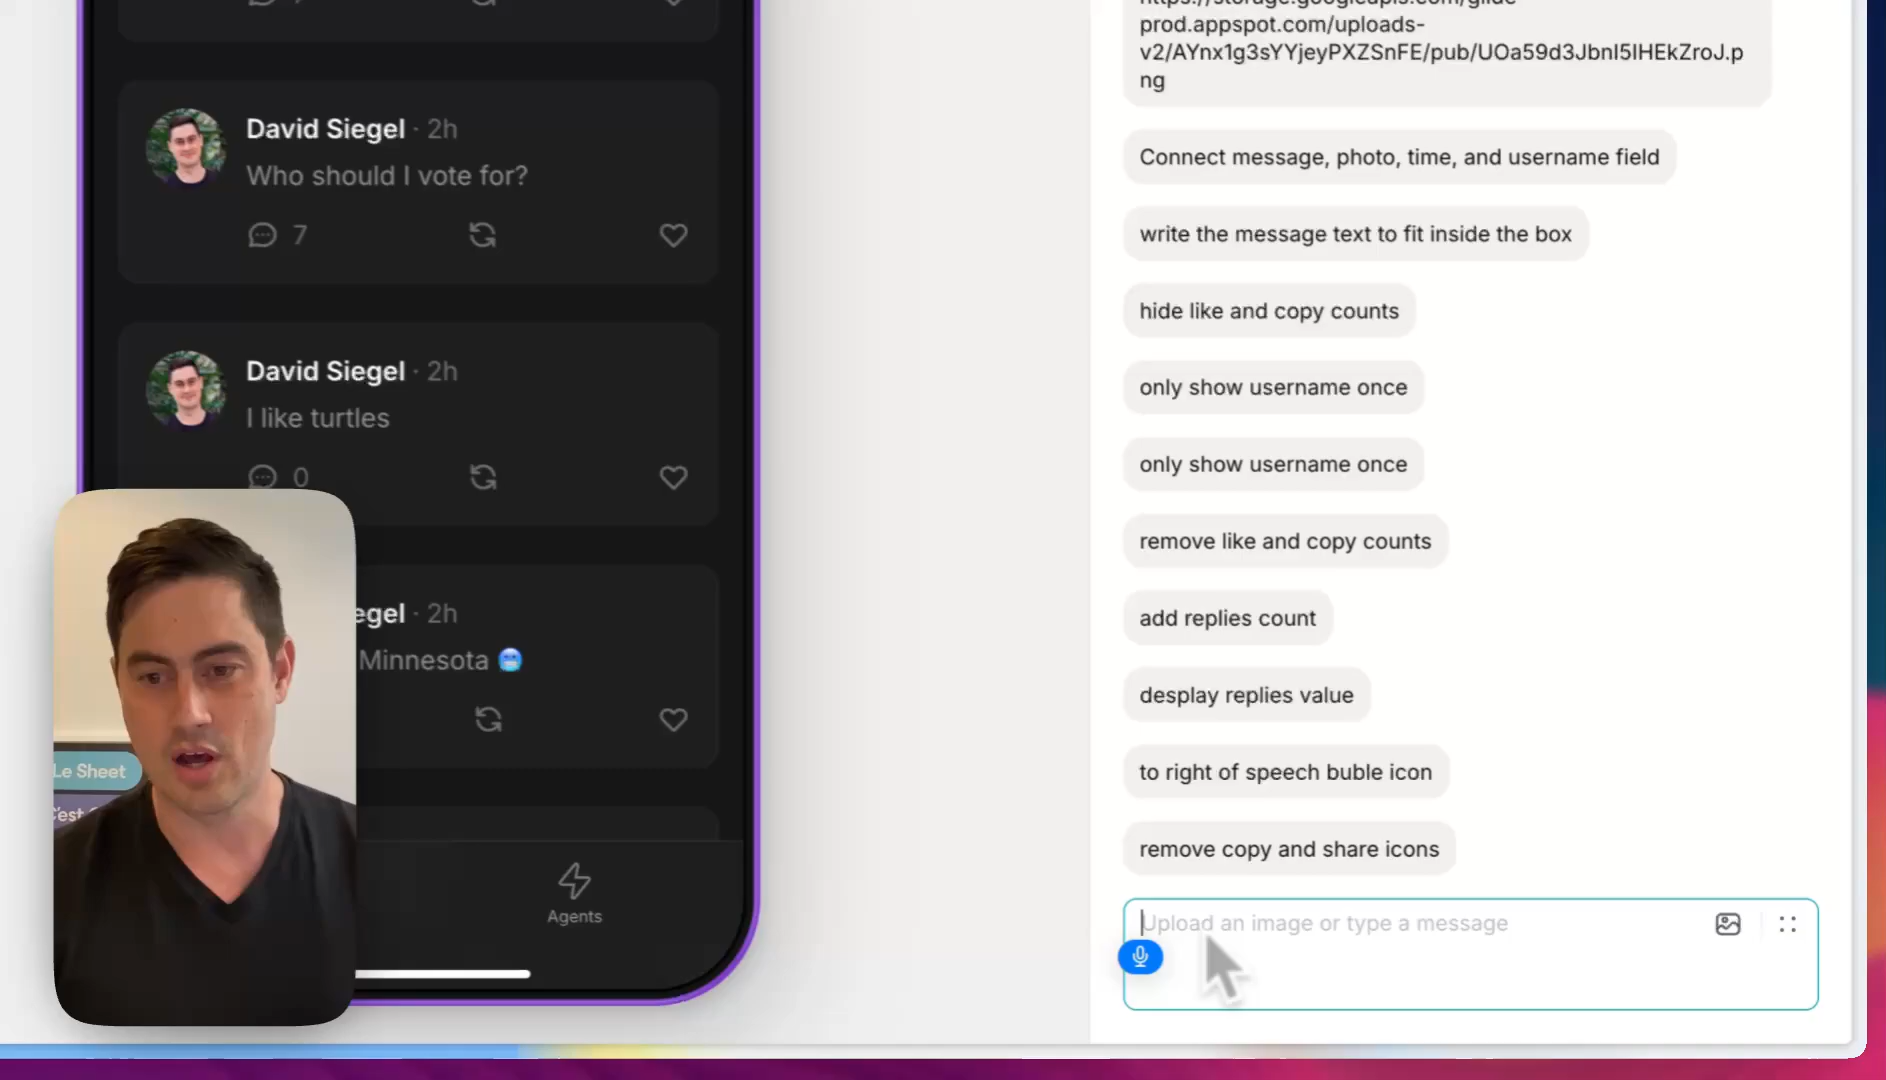 David Siegel · 2h
Who should I vote for?
7
David Siegel · 2h
I like turtles
0
egel · 2h
Minnesota 🥶
Agents
Le Sheet
prod.appspot.com/uploads-
v2/AYnx1g3sYYjeyPXZSnFE/pub/UOa59d3JbnI5IHEkZroJ.p
ng
Connect message, photo, time, and username field
write the message text to fit inside the box
hide like and copy counts
only show username once
only show username once
remove like and copy counts
add replies count
desplay replies value
to right of speech buble icon
remove copy and share icons
Upload an image or type a message